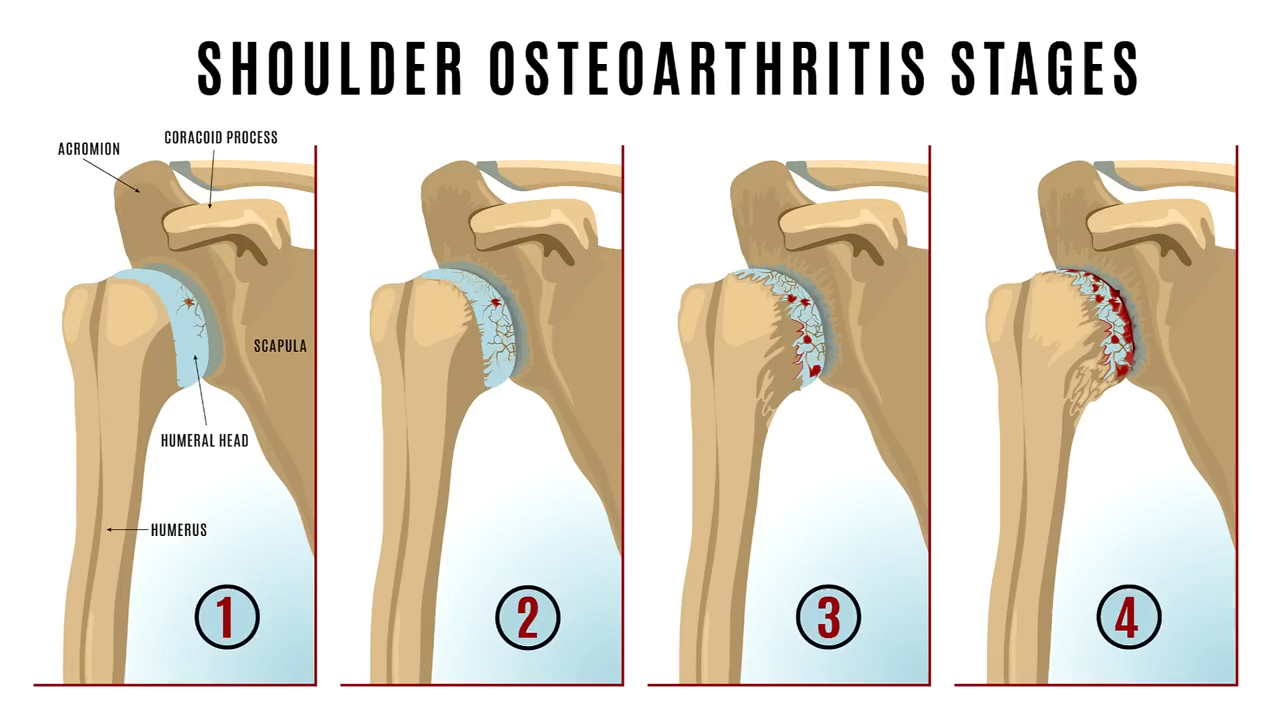 SHOULDER OSTEOARTHRITIS STAGES
CORACOID PROCESS
ACROMION
SCAPULA
HUMERAL HEAD
HUMERUS
1
2
3
4